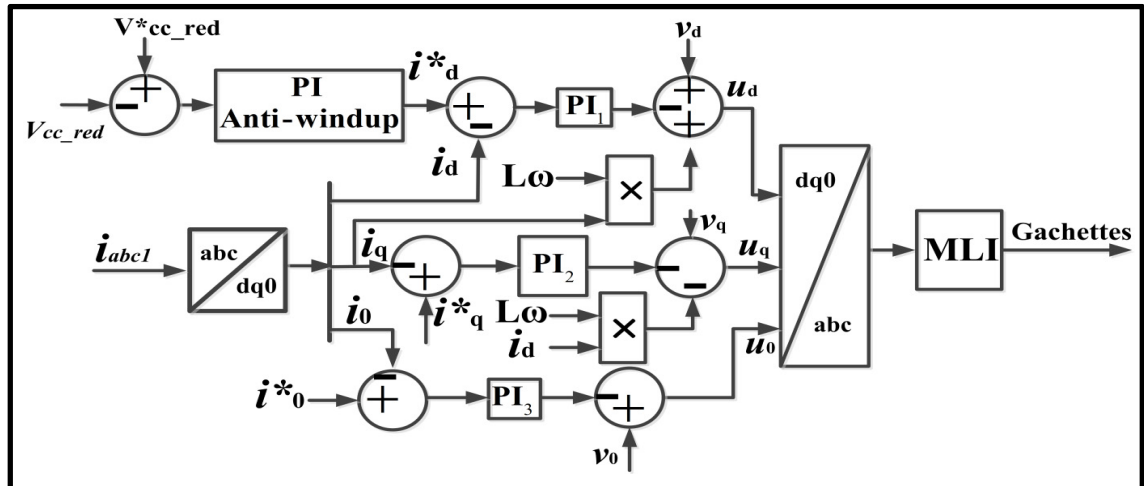 V*cc_red
Vcc_red
PI
Anti-windup
i*d
id
PI1
vd
ud
Lω
×
iabc1
abc
dq0
iq
i*q
PI2
vq
uq
Lω
id
×
i0
i*0
PI3
v0
u0
dq0
abc
MLI
Gachettes